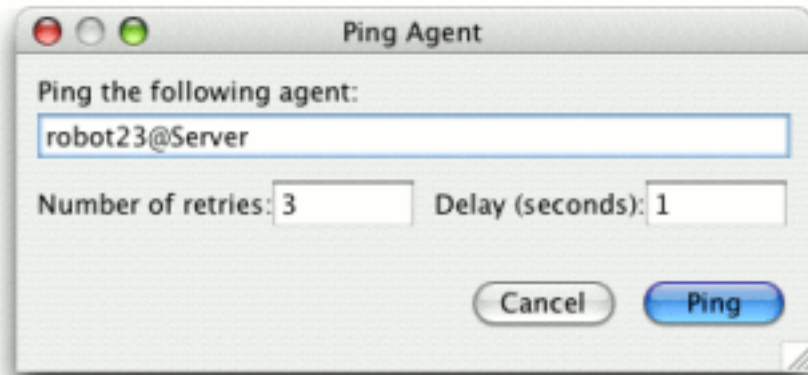 Ping Agent
Ping the following agent:
robot23@Server
Number of retries: 3 Delay (seconds): 1
Cancel Ping